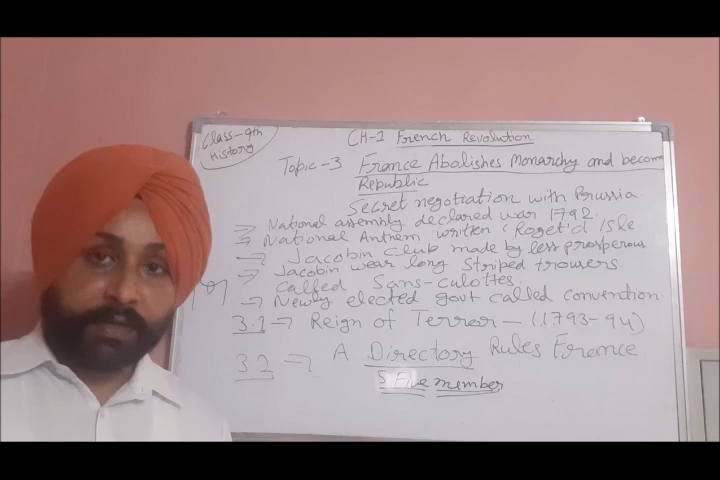 Class-9th
History
CH-1 French Revolution
Topic-3 France Abolishes Monarchy and become
Republic
Secret negotiation with Prussia
→ National assembly declared war 1792.
→ National Anthem written 'Roget'd Isle
→ Jacobin club made by less prosperous
→ Jacobin wear long striped trousers.
called Sans-culottes.
→ Newly elected govt called convention.
3.1 → Reign of Terror - (1793-94)
3.2 → A Directory Rules France
5 Five member